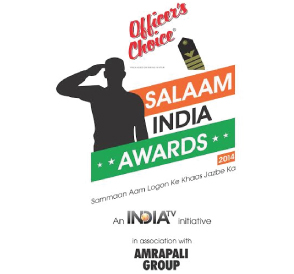 Officer's
Choice
SALAAM
INDIA
AWARDS
2014
Sammaan Aam Logon Ke Khaas Jazbe Ka
An INDIA TV initiative
in association with
AMRAPALI
GROUP